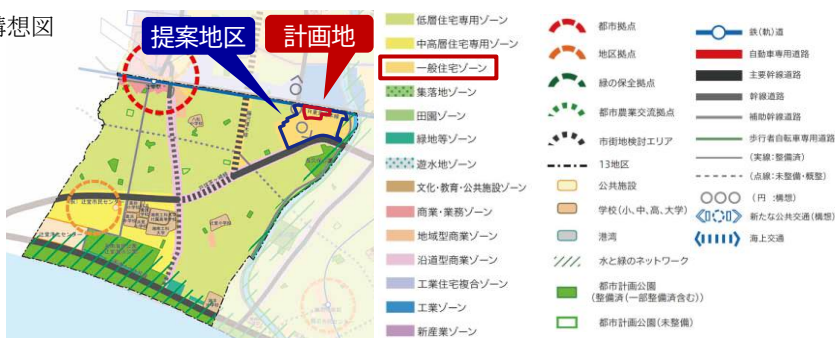 構想図
提案地区
計画地
辻堂市民センター
低層住宅専用ゾーン
中高層住宅専用ゾーン
一般住宅ゾーン
集落地ゾーン
田園ゾーン
緑地等ゾーン
遊水地ゾーン
文化・教育・公共施設ゾーン
商業・業務ゾーン
地域型商業ゾーン
沿道型商業ゾーン
工業住宅複合ゾーン
工業ゾーン
新産業ゾーン
都市拠点
地区拠点
緑の保全拠点
都市農業交流拠点
市街地検討エリア
13地区
公共施設
学校(小、中、高、大学)
港湾
水と緑のネットワーク
都市計画公園
(整備済(一部整備済含む))
都市計画公園(未整備)
鉄(軌)道
自動車専用道路
主要幹線道路
幹線道路
補助幹線道路
歩行者自転車専用道路
(実線:整備済)
(点線:未整備・概整)
(円 :構想)
新たな公共交通(構想)
海上交通